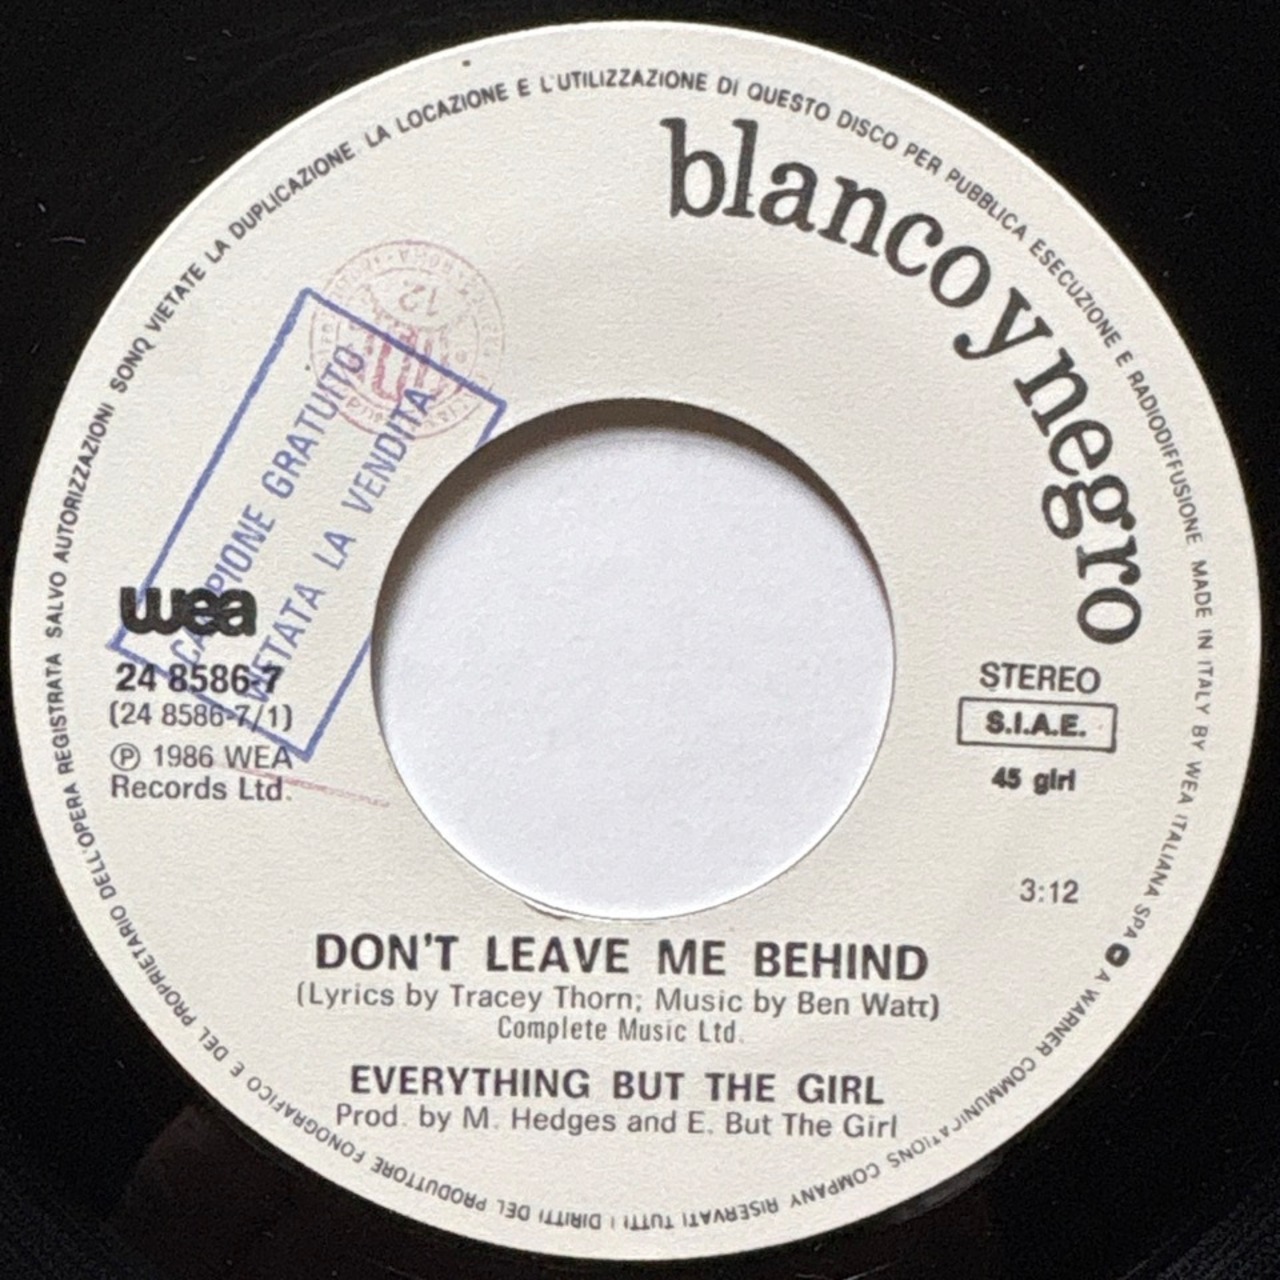 SONO VIETATE LA DUPLICAZIONE. LA LOCAZIONE E L'UTILIZZAZIONE DI QUESTO DISCO PER PUBBLICA ESECUZIONE E RADIODIFFUSIONE. MADE IN ITALY BY WEA ITALIANA SPA A WARNER COMMUNICATIONS COMPANY RISERVATI TUTTI I DIRITTI DEL PRODUTTORE FONOGRAFICO E DEL PROPRIETARIO DELL'OPERA REGISTRATA SALVO AUTORIZZAZIONI
blanco y negro
12
CAMPIONE GRATUITO
VIETATA LA VENDITA
wea
24 8586-7
(24 8586-7/1)
℗ 1986 WEA
Records Ltd.
STEREO
S.I.A.E.
45 giri
3:12
DON'T LEAVE ME BEHIND
(Lyrics by Tracey Thorn; Music by Ben Watt)
Complete Music Ltd.
EVERYTHING BUT THE GIRL
Prod. by M. Hedges and E. But The Girl